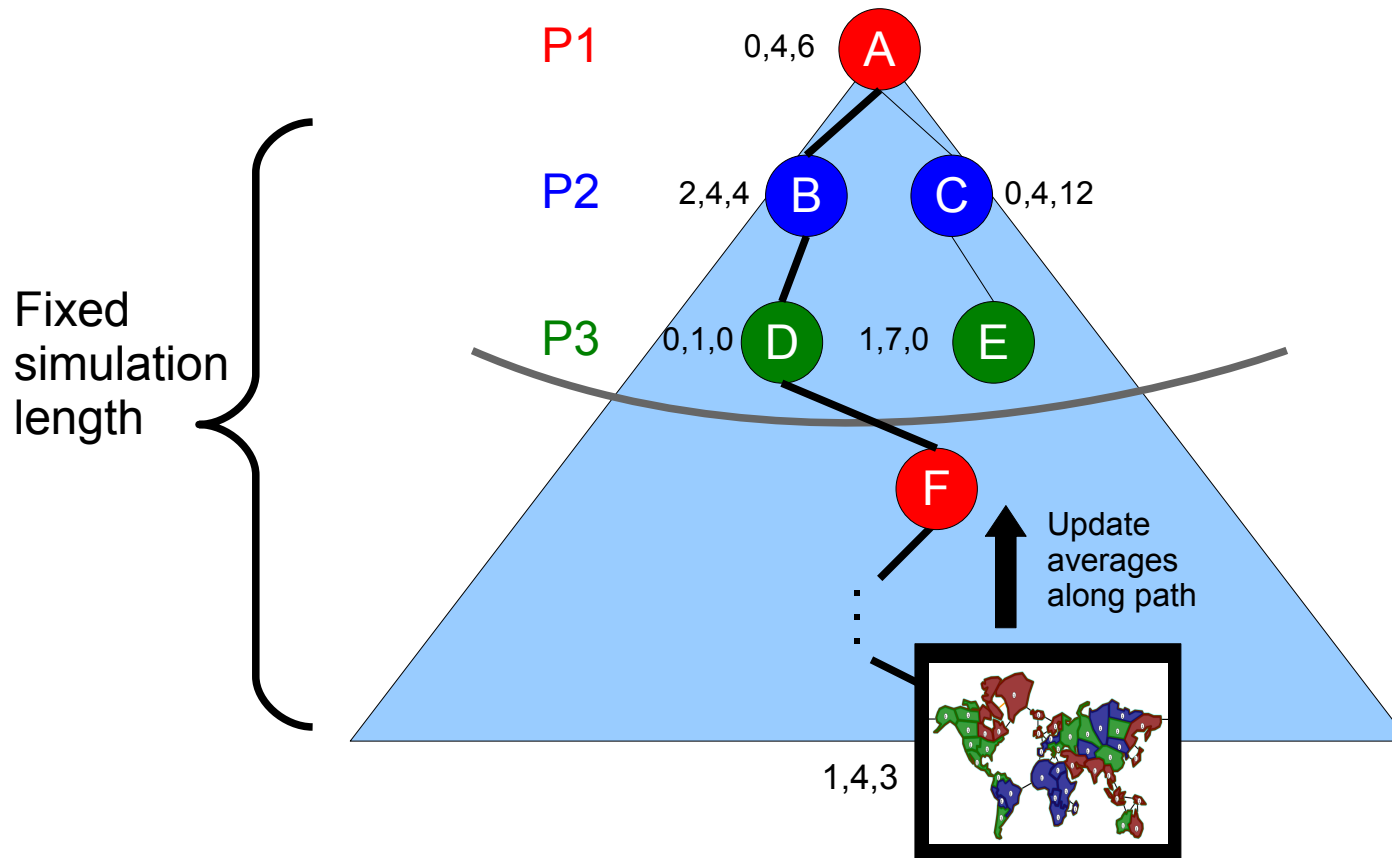 P1
0,4,6
A
P2
2,4,4
B
C
0,4,12
Fixed
simulation
length
P3
0,1,0
D
1,7,0
E
F
Update
averages
along path
1,4,3